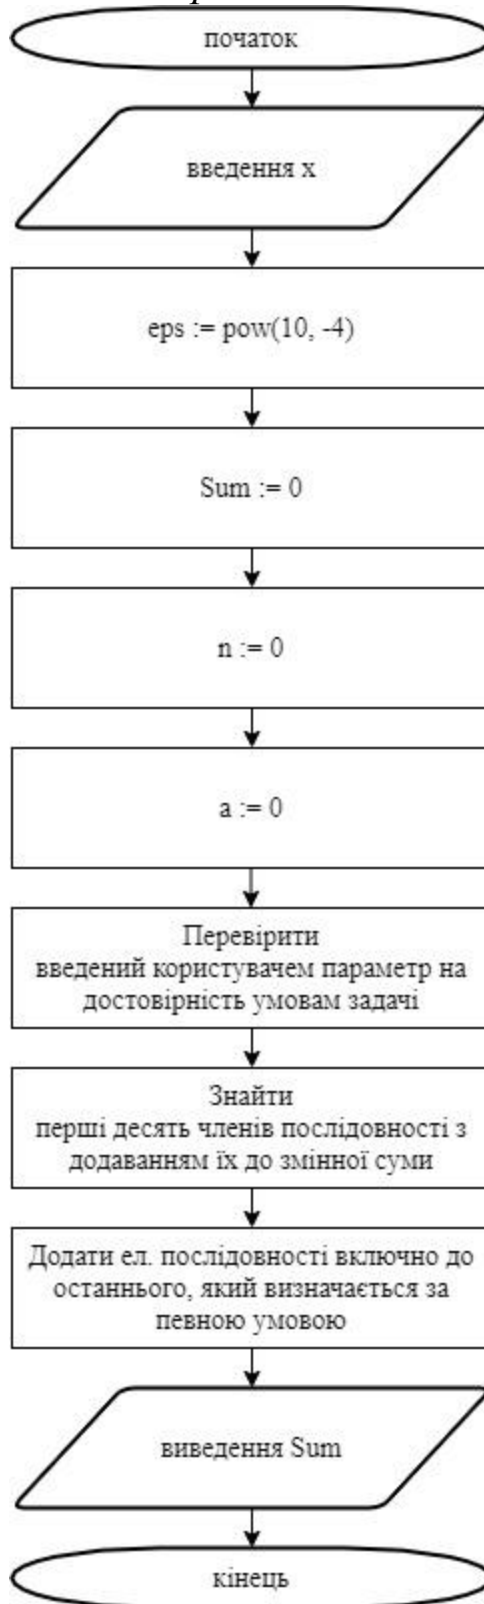 початок
введення x
eps := pow(10, -4)
Sum := 0
n := 0
a := 0
Перевірити
введений користувачем параметр на
достовірність умовам задачі
Знайти
перші десять членів послідовності з
додаванням їх до змінної суми
Додати ел. послідовності включно до
останнього, який визначається за
певною умовою
виведення Sum
кінець